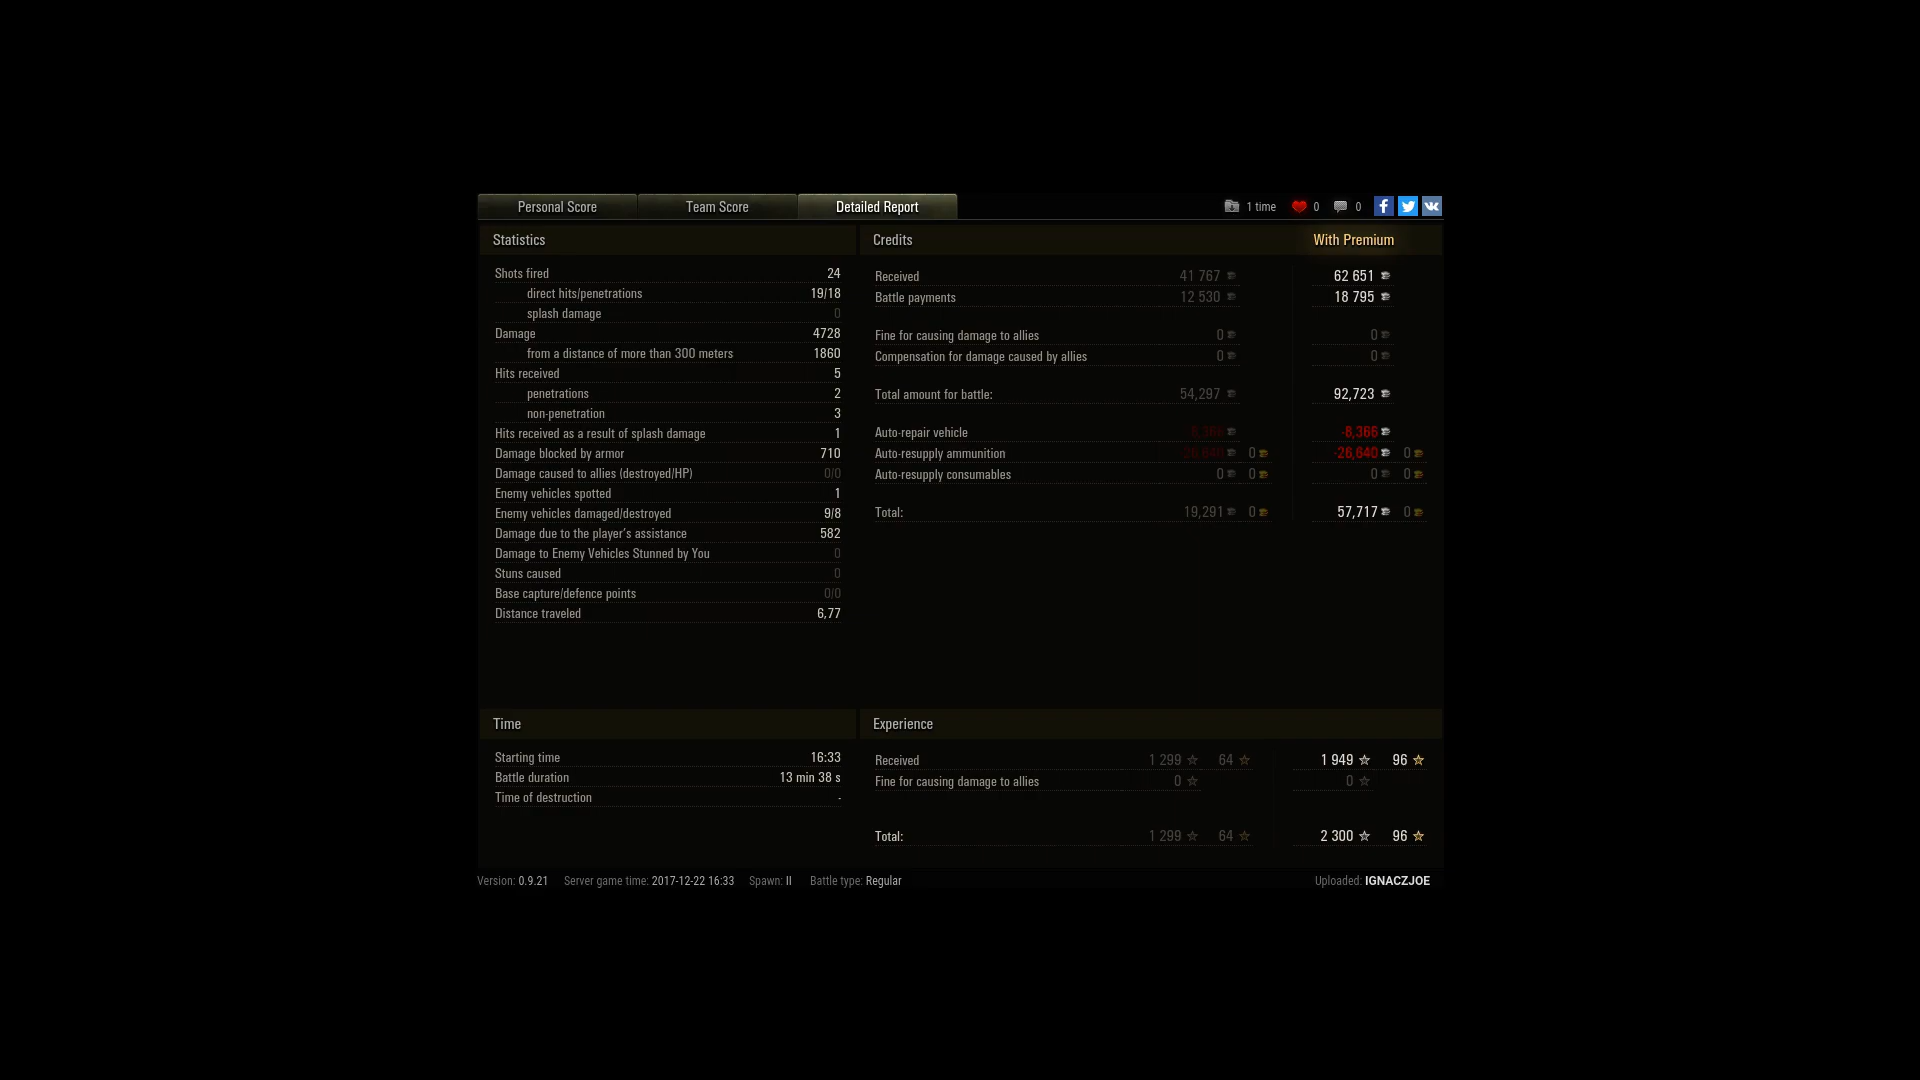 Personal Score Team Score Detailed Report 1 time 0 0
Statistics
Shots fired 24
direct hits/penetrations 19/18
splash damage 0
Damage 4728
from a distance of more than 300 meters 1860
Hits received 5
penetrations 2
non-penetration 3
Hits received as a result of splash damage 1
Damage blocked by armor 710
Damage caused to allies (destroyed/HP) 0/0
Enemy vehicles spotted 1
Enemy vehicles damaged/destroyed 9/8
Damage due to the player's assistance 582
Damage to Enemy Vehicles Stunned by You 0
Stuns caused 0
Base capture/defence points 0/0
Distance traveled 6,77
Credits With Premium
Received 41 767 62 651
Battle payments 12 530 18 795
Fine for causing damage to allies 0 0
Compensation for damage caused by allies 0 0
Total amount for battle: 54,297 92,723
Auto-repair vehicle -8,366 -8,366
Auto-resupply ammunition -26,640 0 -26,640 0
Auto-resupply consumables 0 0 0 0
Total: 19,291 0 57,717 0
Time
Starting time 16:33
Battle duration 13 min 38 s
Time of destruction -
Experience
Received 1 299 64 1 949 96
Fine for causing damage to allies 0 0
Total: 1 299 64 2 300 96
Version: 0.9.21 Server game time: 2017-12-22 16:33 Spawn: II Battle type: Regular Uploaded: IGNACZJOE